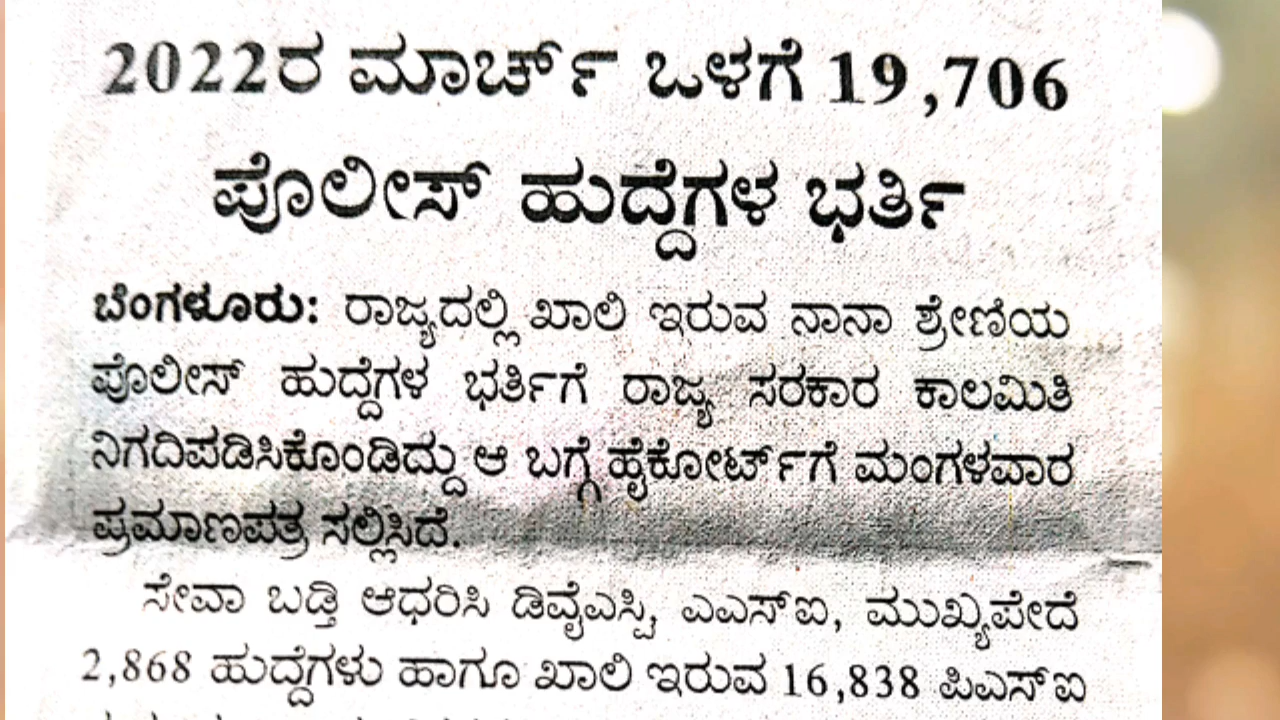 2022ರ ಮಾರ್ಚ್ ಒಳಗೆ 19,706
ಪೊಲೀಸ್ ಹುದ್ದೆಗಳ ಭರ್ತಿ
ಬೆಂಗಳೂರು: ರಾಜ್ಯದಲ್ಲಿ ಖಾಲಿ ಇರುವ ನಾನಾ ಶ್ರೇಣಿಯ
ಪೊಲೀಸ್ ಹುದ್ದೆಗಳ ಭರ್ತಿಗೆ ರಾಜ್ಯ ಸರಕಾರ ಕಾಲಮಿತಿ
ನಿಗದಿಪಡಿಸಿಕೊಂಡಿದ್ದು ಆ ಬಗ್ಗೆ ಹೈಕೋರ್ಟ್‌ಗೆ ಮಂಗಳವಾರ
ಪ್ರಮಾಣಪತ್ರ ಸಲ್ಲಿಸಿದೆ.
ಸೇವಾ ಬಡ್ತಿ ಆಧರಿಸಿ ಡಿವೈಎಸ್ಪಿ, ಎಎಸ್‌ಐ, ಮುಖ್ಯಪೇದೆ
2,868 ಹುದ್ದೆಗಳು ಹಾಗೂ ಖಾಲಿ ಇರುವ 16,838 ಪಿಎಸ್‌ಐ